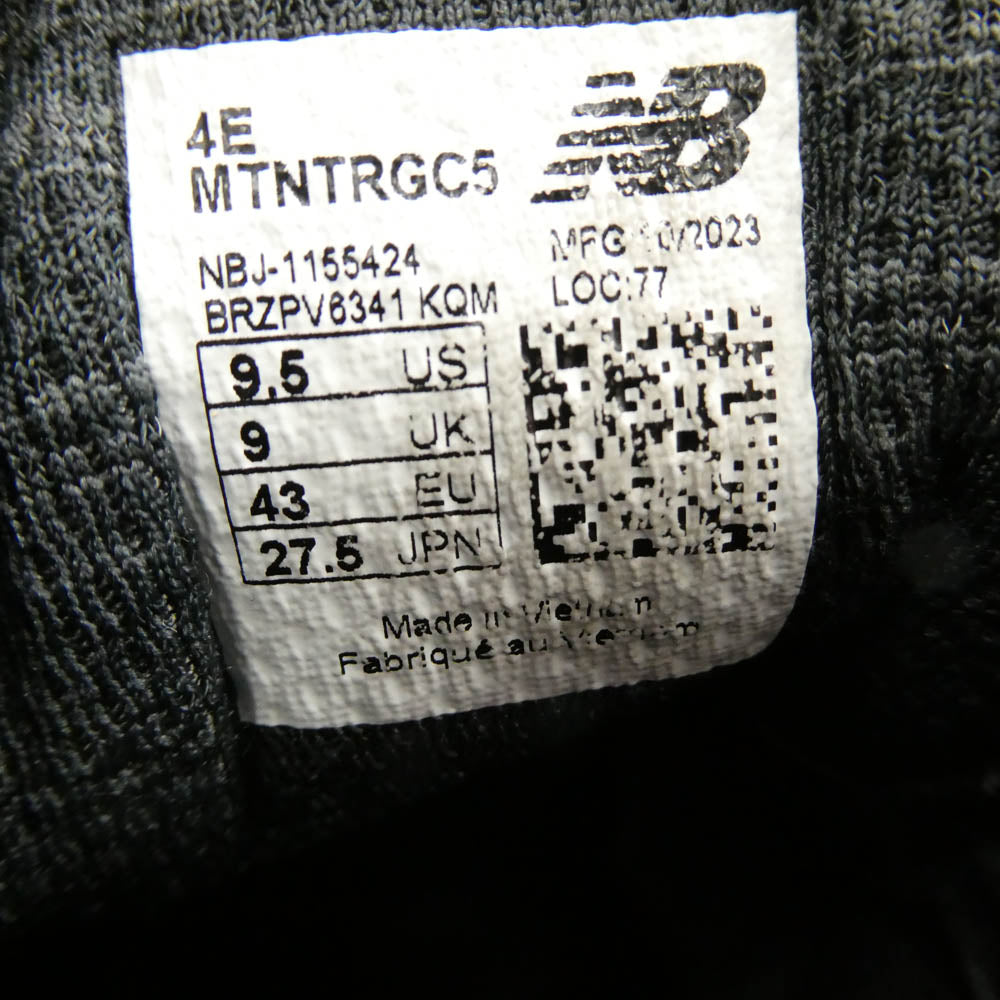 4E
MTNTRGC5
NB
NBJ-1155424
BRZPV6341 KQM
MFG 10/2023
LOC:77
9.5 US
9 UK
43 EU
27.5 JPN
Made in Vietnam
Fabriqué au Vietnam